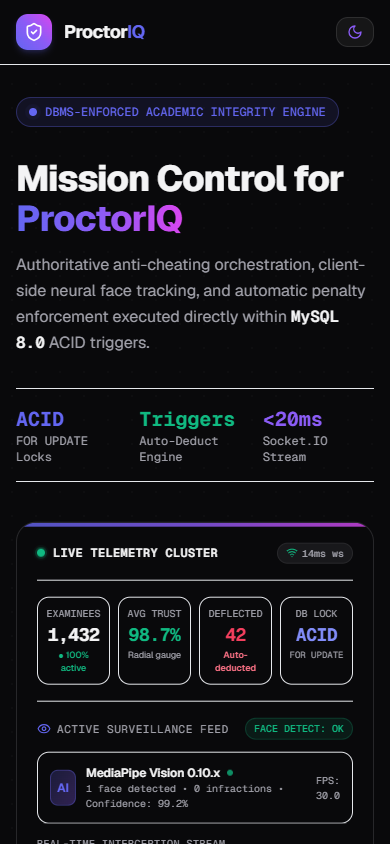 ProctorIQ
DBMS-ENFORCED ACADEMIC INTEGRITY ENGINE
Mission Control for
ProctorIQ
Authoritative anti-cheating orchestration, client-
side neural face tracking, and automatic penalty
enforcement executed directly within MySQL
8.0 ACID triggers.
ACID
FOR UPDATE
Locks
Triggers
Auto-Deduct
Engine
<20ms
Socket.IO
Stream
LIVE TELEMETRY CLUSTER
14ms ws
EXAMINEES
1,432
● 100%
active
AVG TRUST
98.7%
Radial gauge
DEFLECTED
42
Auto-
deducted
DB LOCK
ACID
FOR UPDATE
ACTIVE SURVEILLANCE FEED
FACE DETECT: OK
AI
MediaPipe Vision 0.10.x
1 face detected • 0 infractions •
Confidence: 99.2%
FPS:
30.0
REAL-TIME INTERCEPTION STREAM